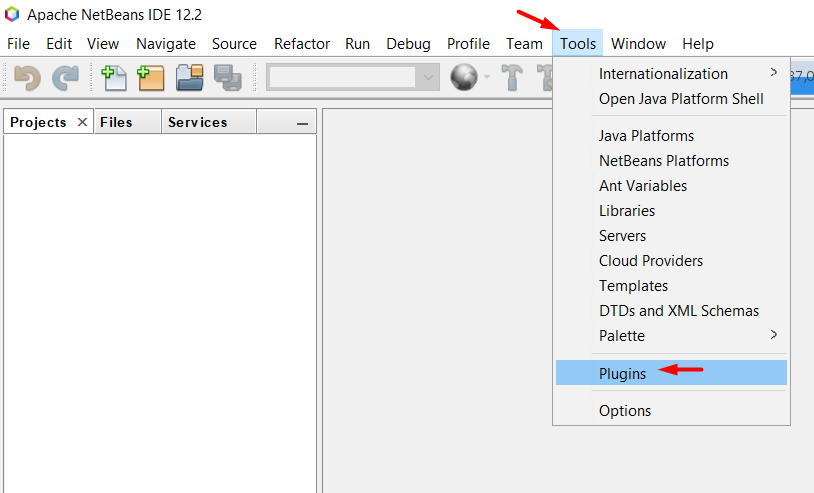 Apache NetBeans IDE 12.2
File Edit View Navigate Source Refactor Run Debug Profile Team Tools Window Help
Projects Files Services
Internationalization
Open Java Platform Shell
Java Platforms
NetBeans Platforms
Ant Variables
Libraries
Servers
Cloud Providers
Templates
DTDs and XML Schemas
Palette
Plugins
Options